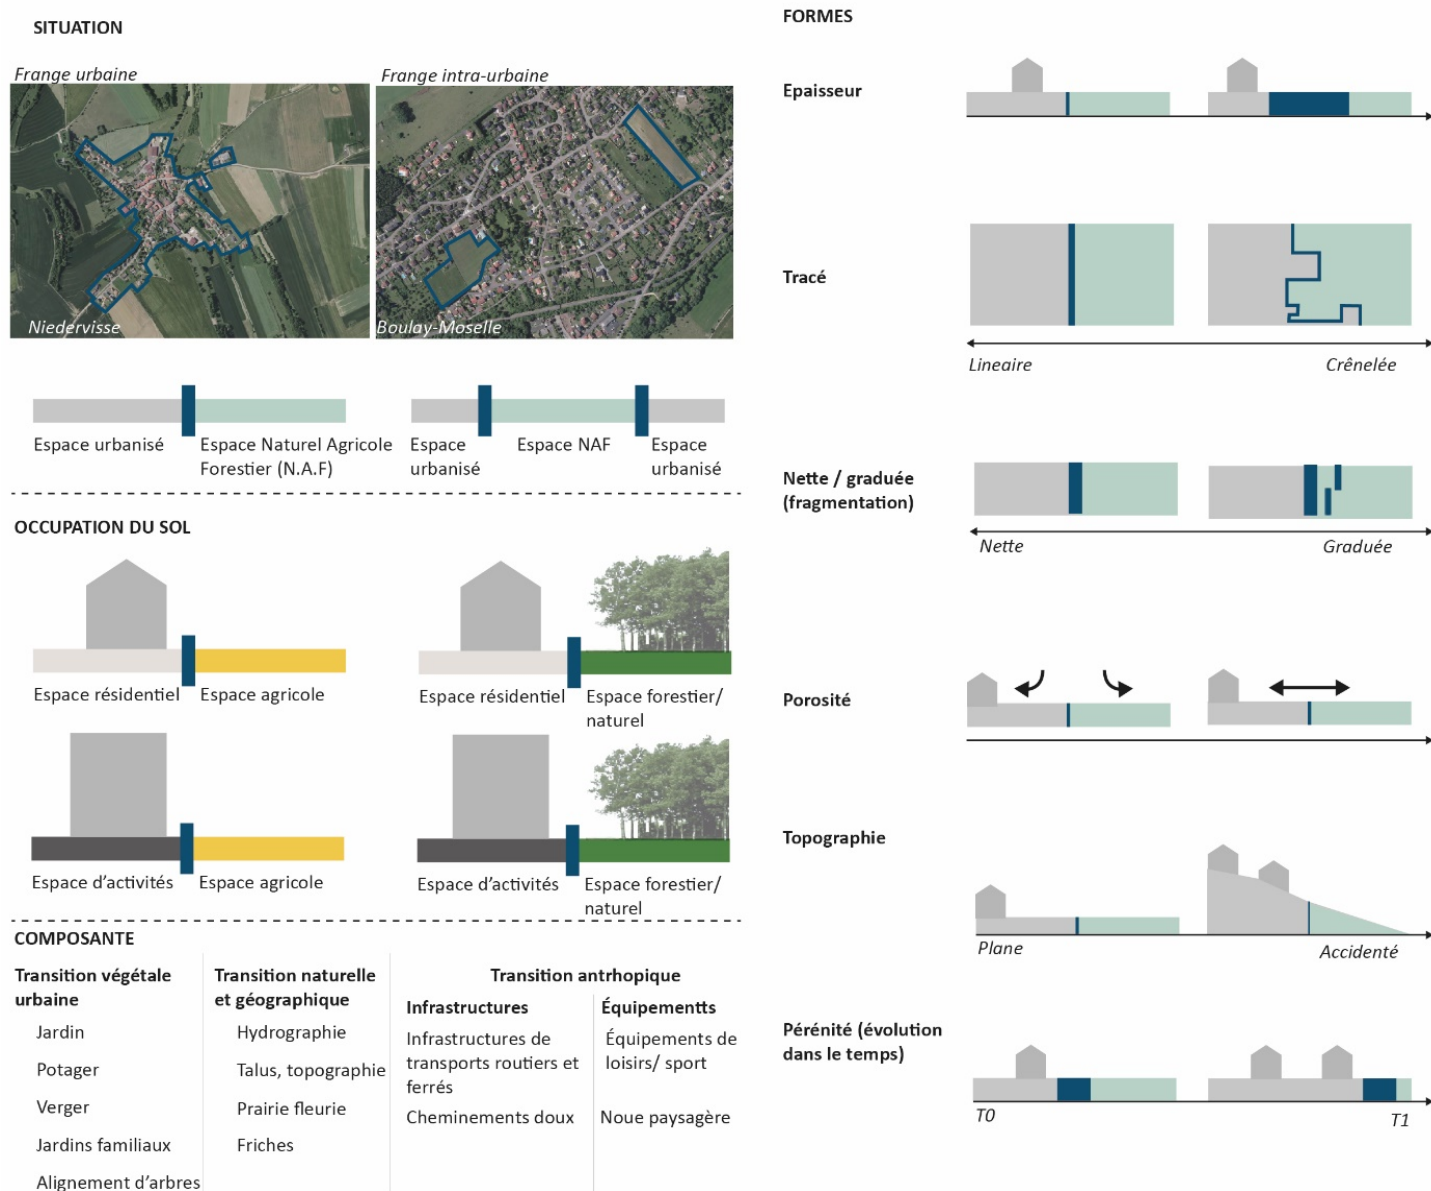 SITUATION
Frange urbaine
Niedervisse
Frange intra-urbaine
Boulay-Moselle
Espace urbanisé
Espace Naturel Agricole
Forestier (N.A.F)
Espace
urbanisé
Espace NAF
Espace
urbanisé
OCCUPATION DU SOL
Espace résidentiel
Espace agricole
Espace résidentiel
Espace forestier/
naturel
Espace d’activités
Espace agricole
Espace d’activités
Espace forestier/
naturel
COMPOSANTE
Transition végétale
urbaine
Jardin
Potager
Verger
Jardins familiaux
Alignement d’arbres
Transition naturelle
et géographique
Hydrographie
Talus, topographie
Prairie fleurie
Friches
Transition antrhopique
Infrastructures
Infrastructures de
transports routiers et
ferrés
Cheminements doux
Équipementts
Équipements de
loisirs/ sport
Noue paysagère
FORMES
Epaisseur
Tracé
Lineaire
Crênelée
Nette / graduée
(fragmentation)
Nette
Graduée
Porosité
Topographie
Plane
Accidenté
Pérénité (évolution
dans le temps)
T0
T1